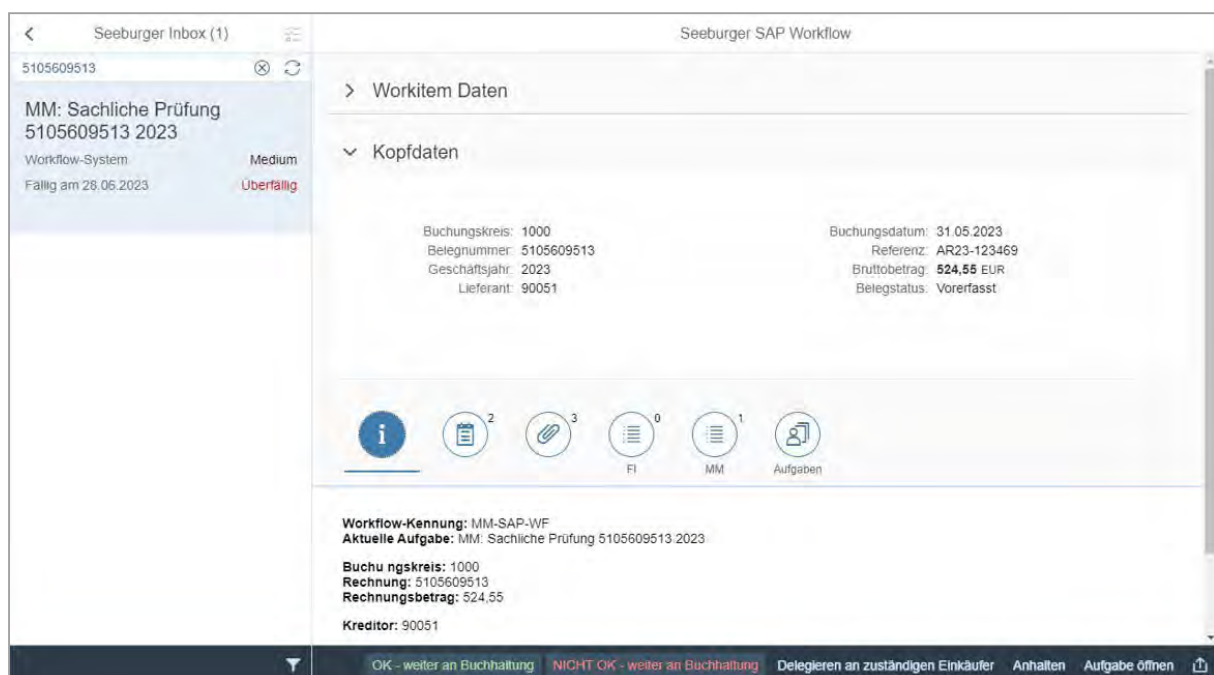 Seeburger Inbox (1)
Seeburger SAP Workflow
5105609513
MM: Sachliche Prüfung
5105609513 2023
Workflow-System Medium
Fällig am 28.06.2023 Überfällig
Workitem Daten
Kopfdaten
Buchungskreis: 1000
Belegnummer: 5105609513
Geschäftsjahr: 2023
Lieferant: 90051
Buchungsdatum: 31.05.2023
Referenz: AR23-123469
Bruttobetrag: 524,55 EUR
Belegstatus: Vorerfasst
i
2
3
0
1
FI
MM
Aufgaben
Workflow-Kennung: MM-SAP-WF
Aktuelle Aufgabe: MM: Sachliche Prüfung 5105609513 2023
Buchu ngskreis: 1000
Rechnung: 5105609513
Rechnungsbetrag: 524,55
Kreditor: 90051
OK - weiter an Buchhaltung NICHT OK - weiter an Buchhaltung Delegieren an zuständigen Einkäufer Anhalten Aufgabe öffnen